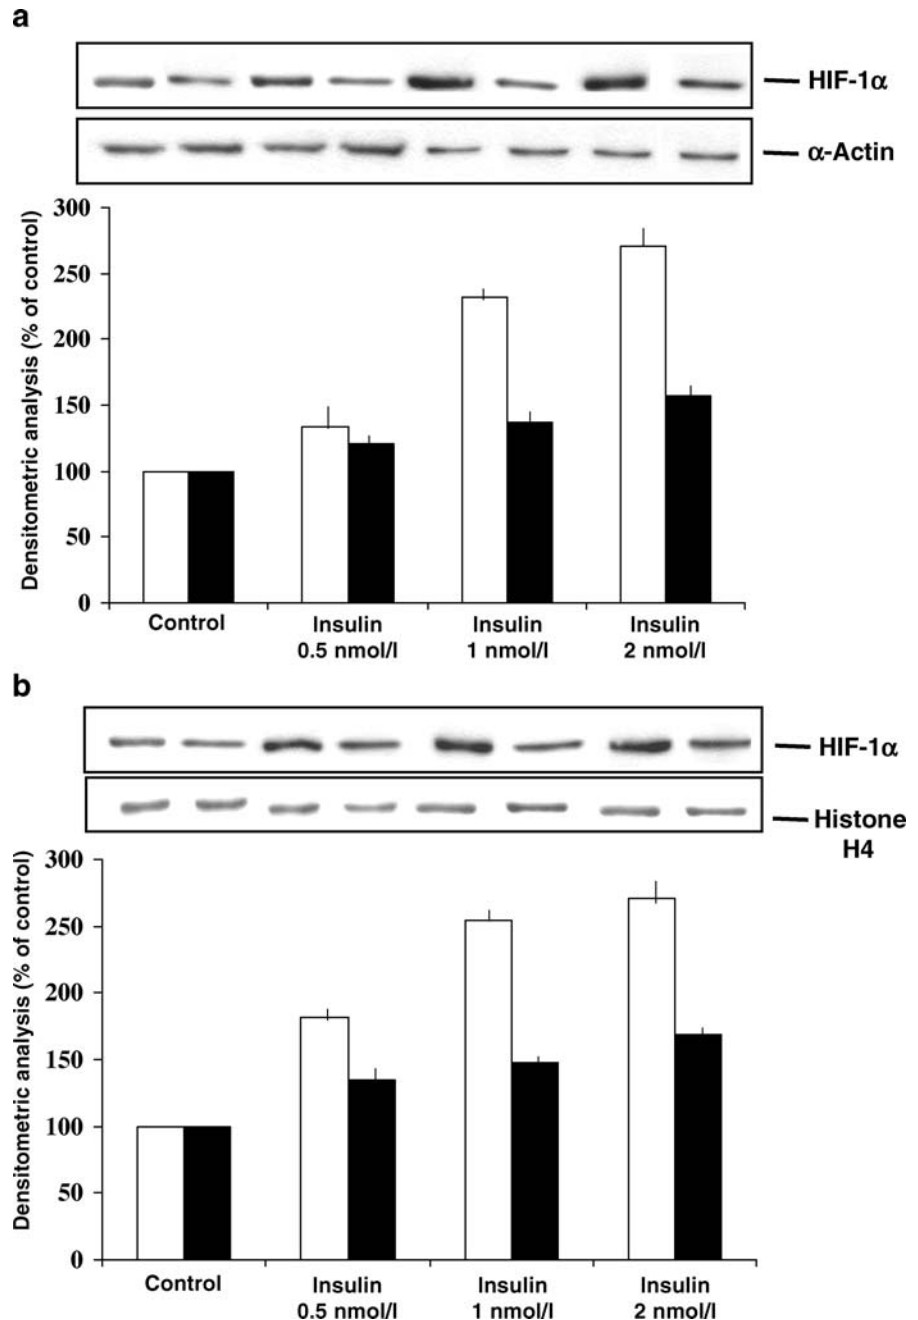 a
HIF-1α
α-Actin
Densitometric analysis (% of control)
300
250
200
150
100
50
0
Control
Insulin
0.5 nmol/l
Insulin
1 nmol/l
Insulin
2 nmol/l
b
HIF-1α
Histone
H4
Densitometric analysis (% of control)
300
250
200
150
100
50
0
Control
Insulin
0.5 nmol/l
Insulin
1 nmol/l
Insulin
2 nmol/l